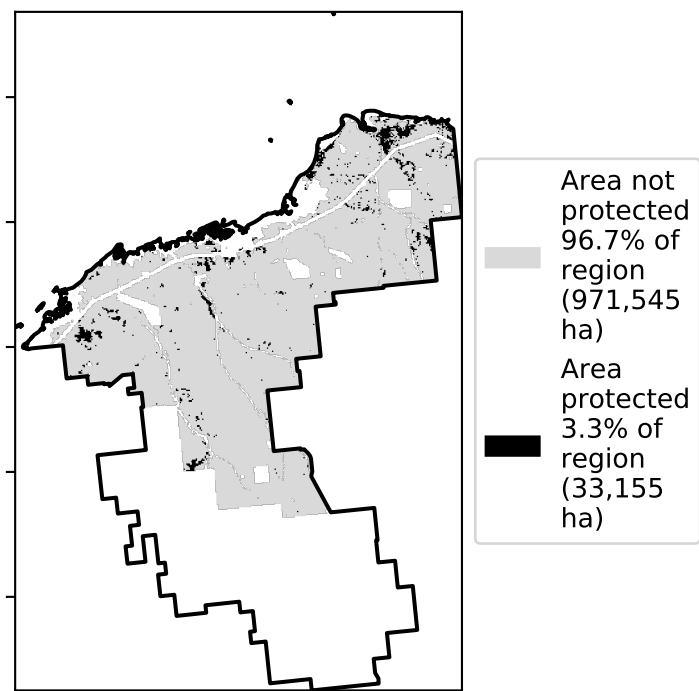 Area not
protected
96.7% of
region
(971,545
ha)
Area
protected
3.3% of
region
(33,155
ha)